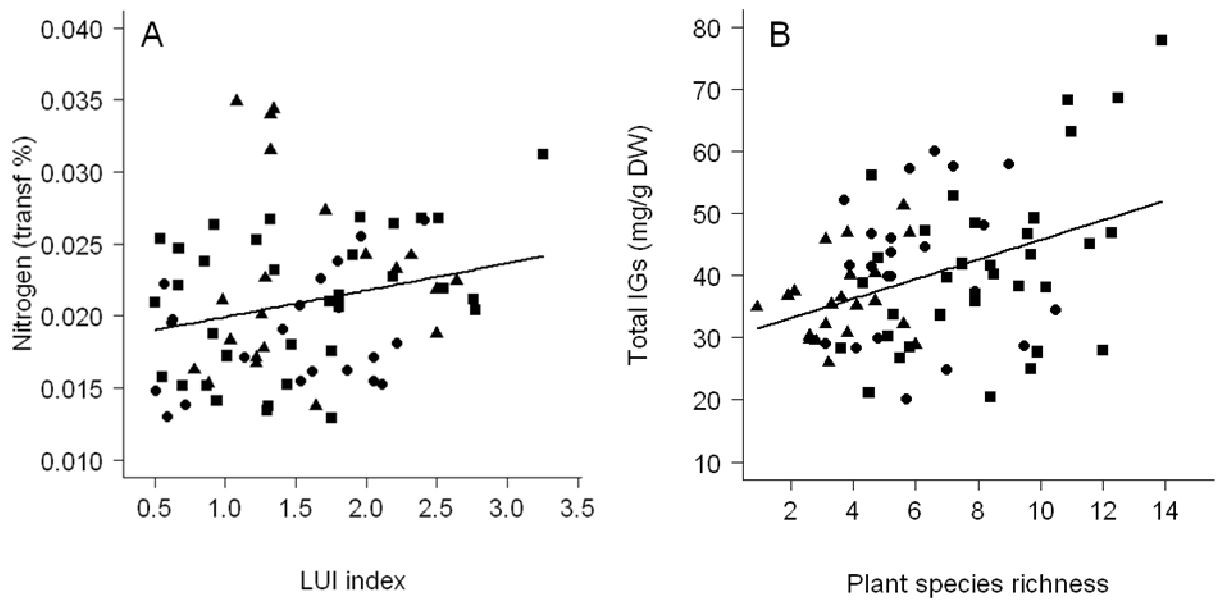 A
Nitrogen (transf %)
0.040
0.035
0.030
0.025
0.020
0.015
0.010
0.5 1.0 1.5 2.0 2.5 3.0 3.5
LUI index
B
Total IGs (mg/g DW)
80
70
60
50
40
30
20
10
2 4 6 8 10 12 14
Plant species richness